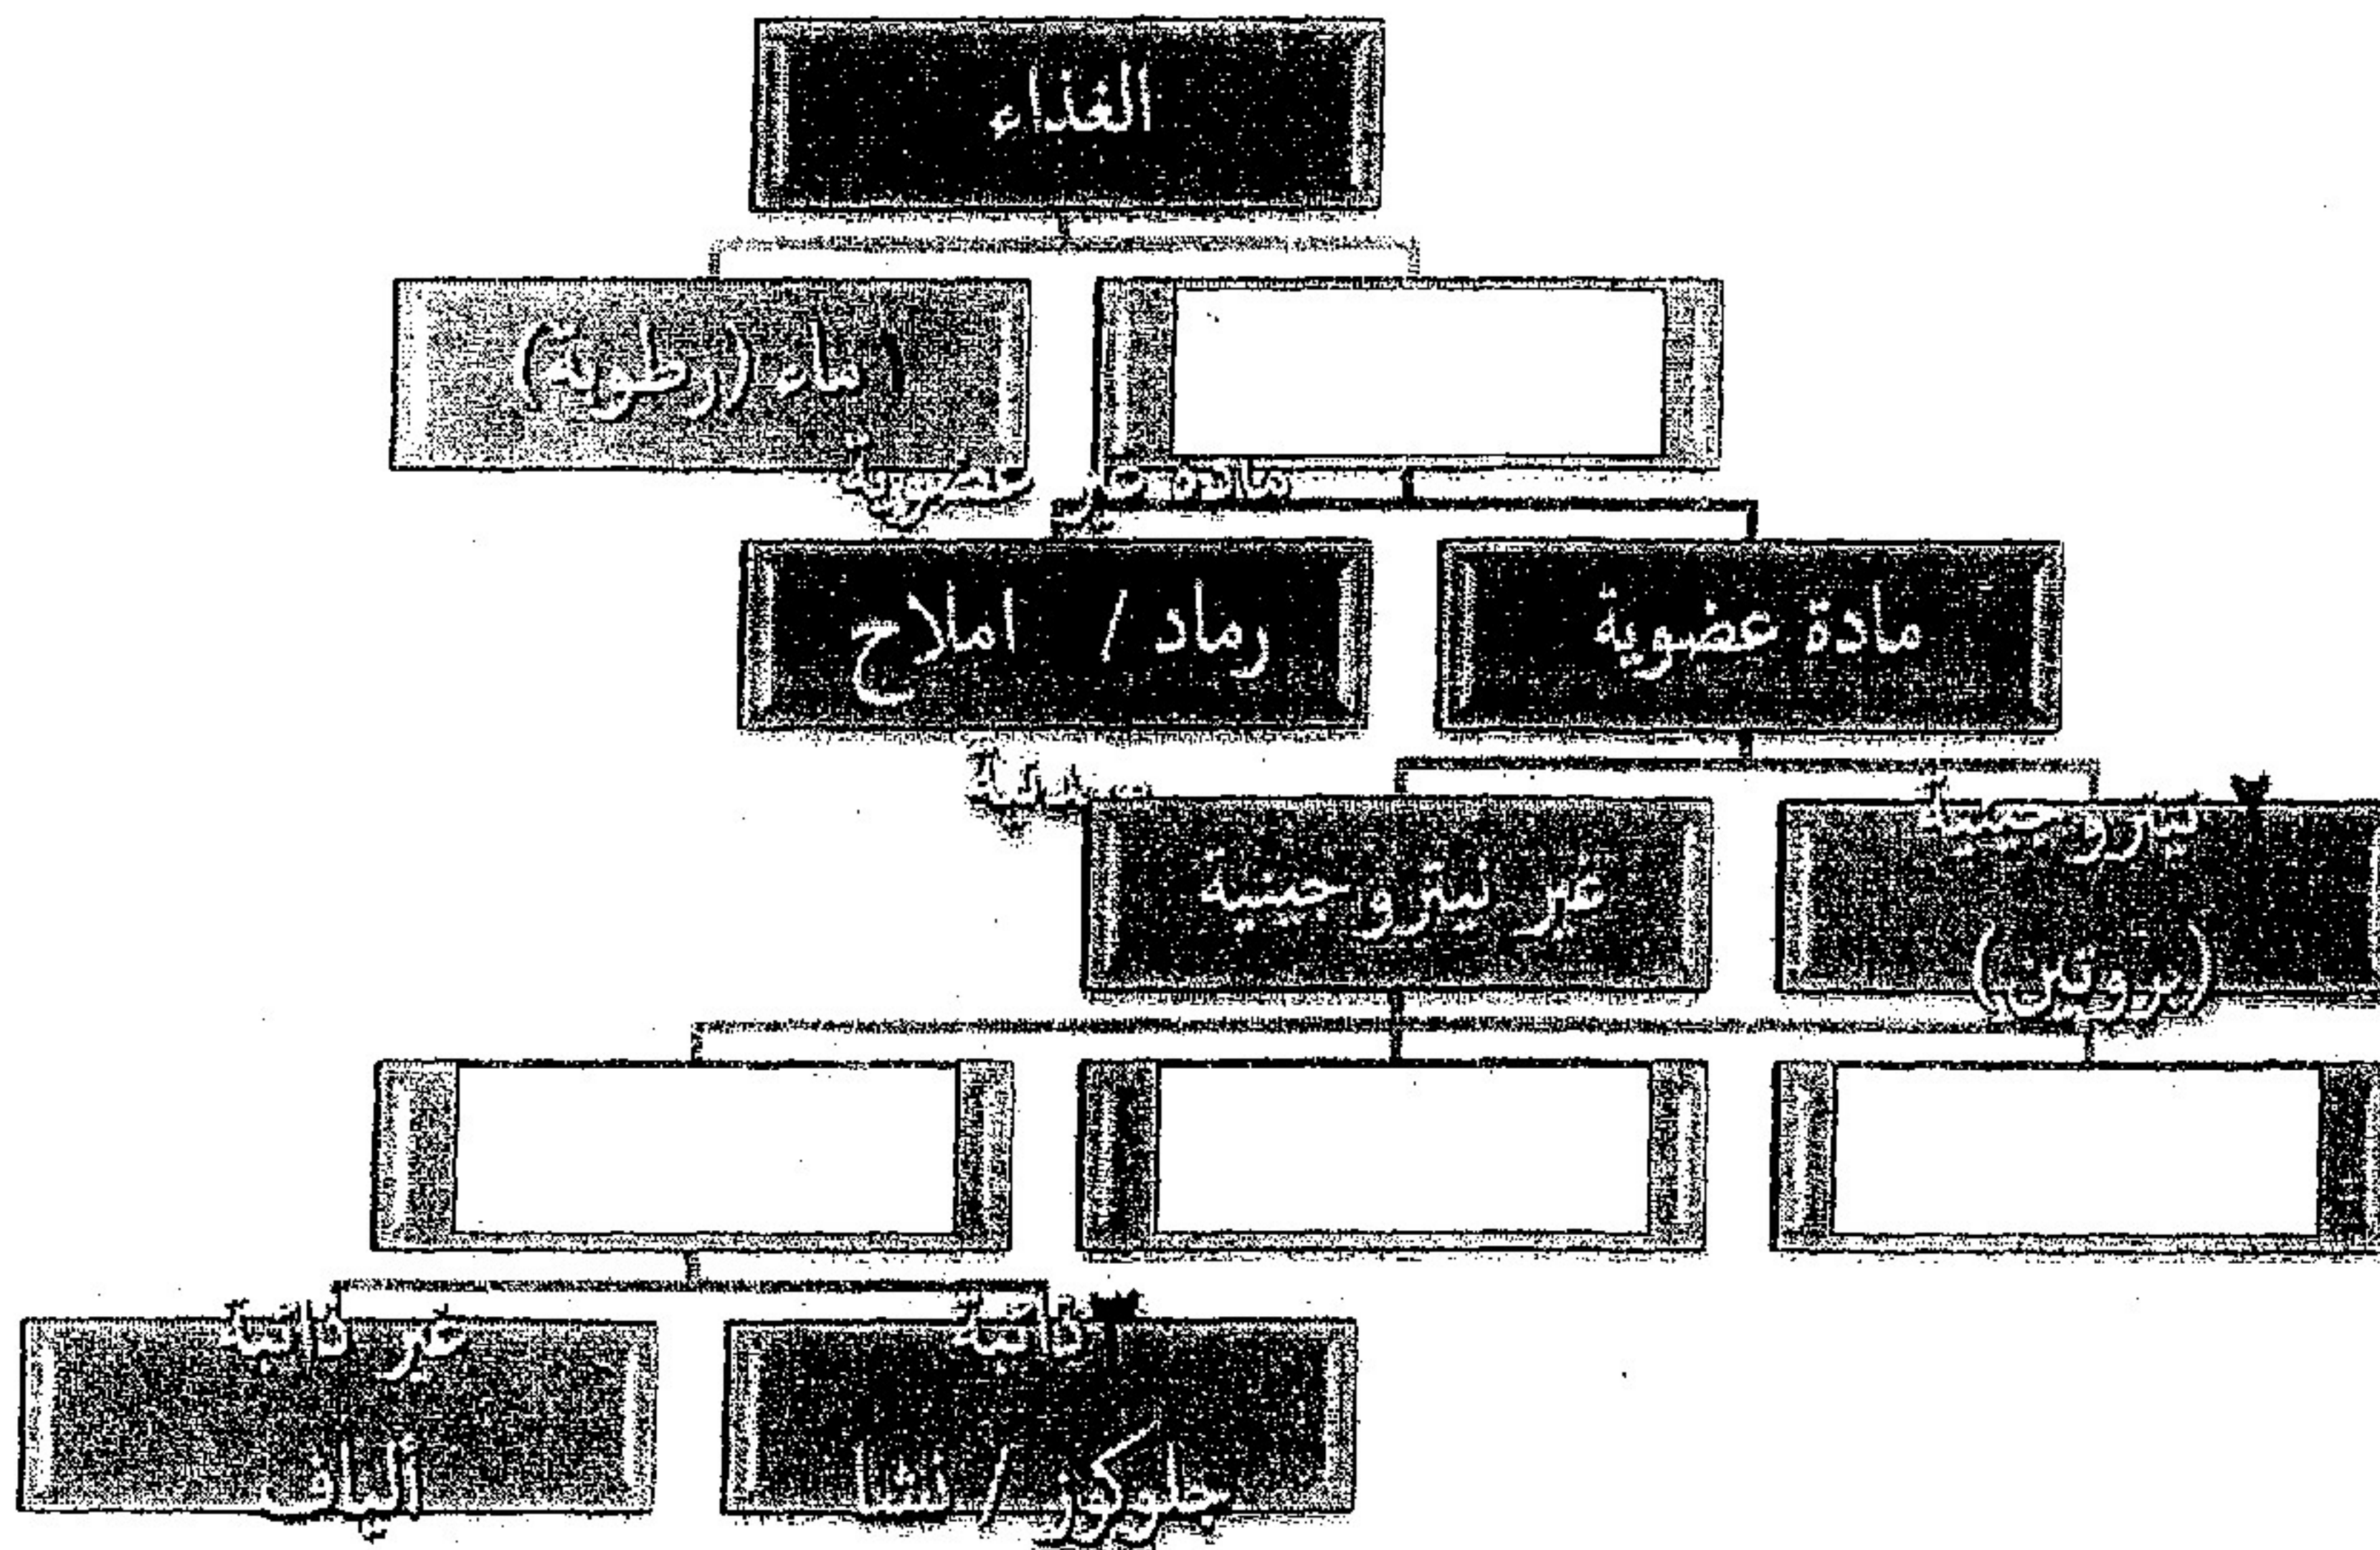 الغذاء
ماء (رطوبة)
مادة غير عضوية
رماد / املاح
مادة عضوية
غير نيتروجينية
نيتروجينية
(بروتين)
غير ذائبة
ألياف
ذائبة
جلوكوز / نشا